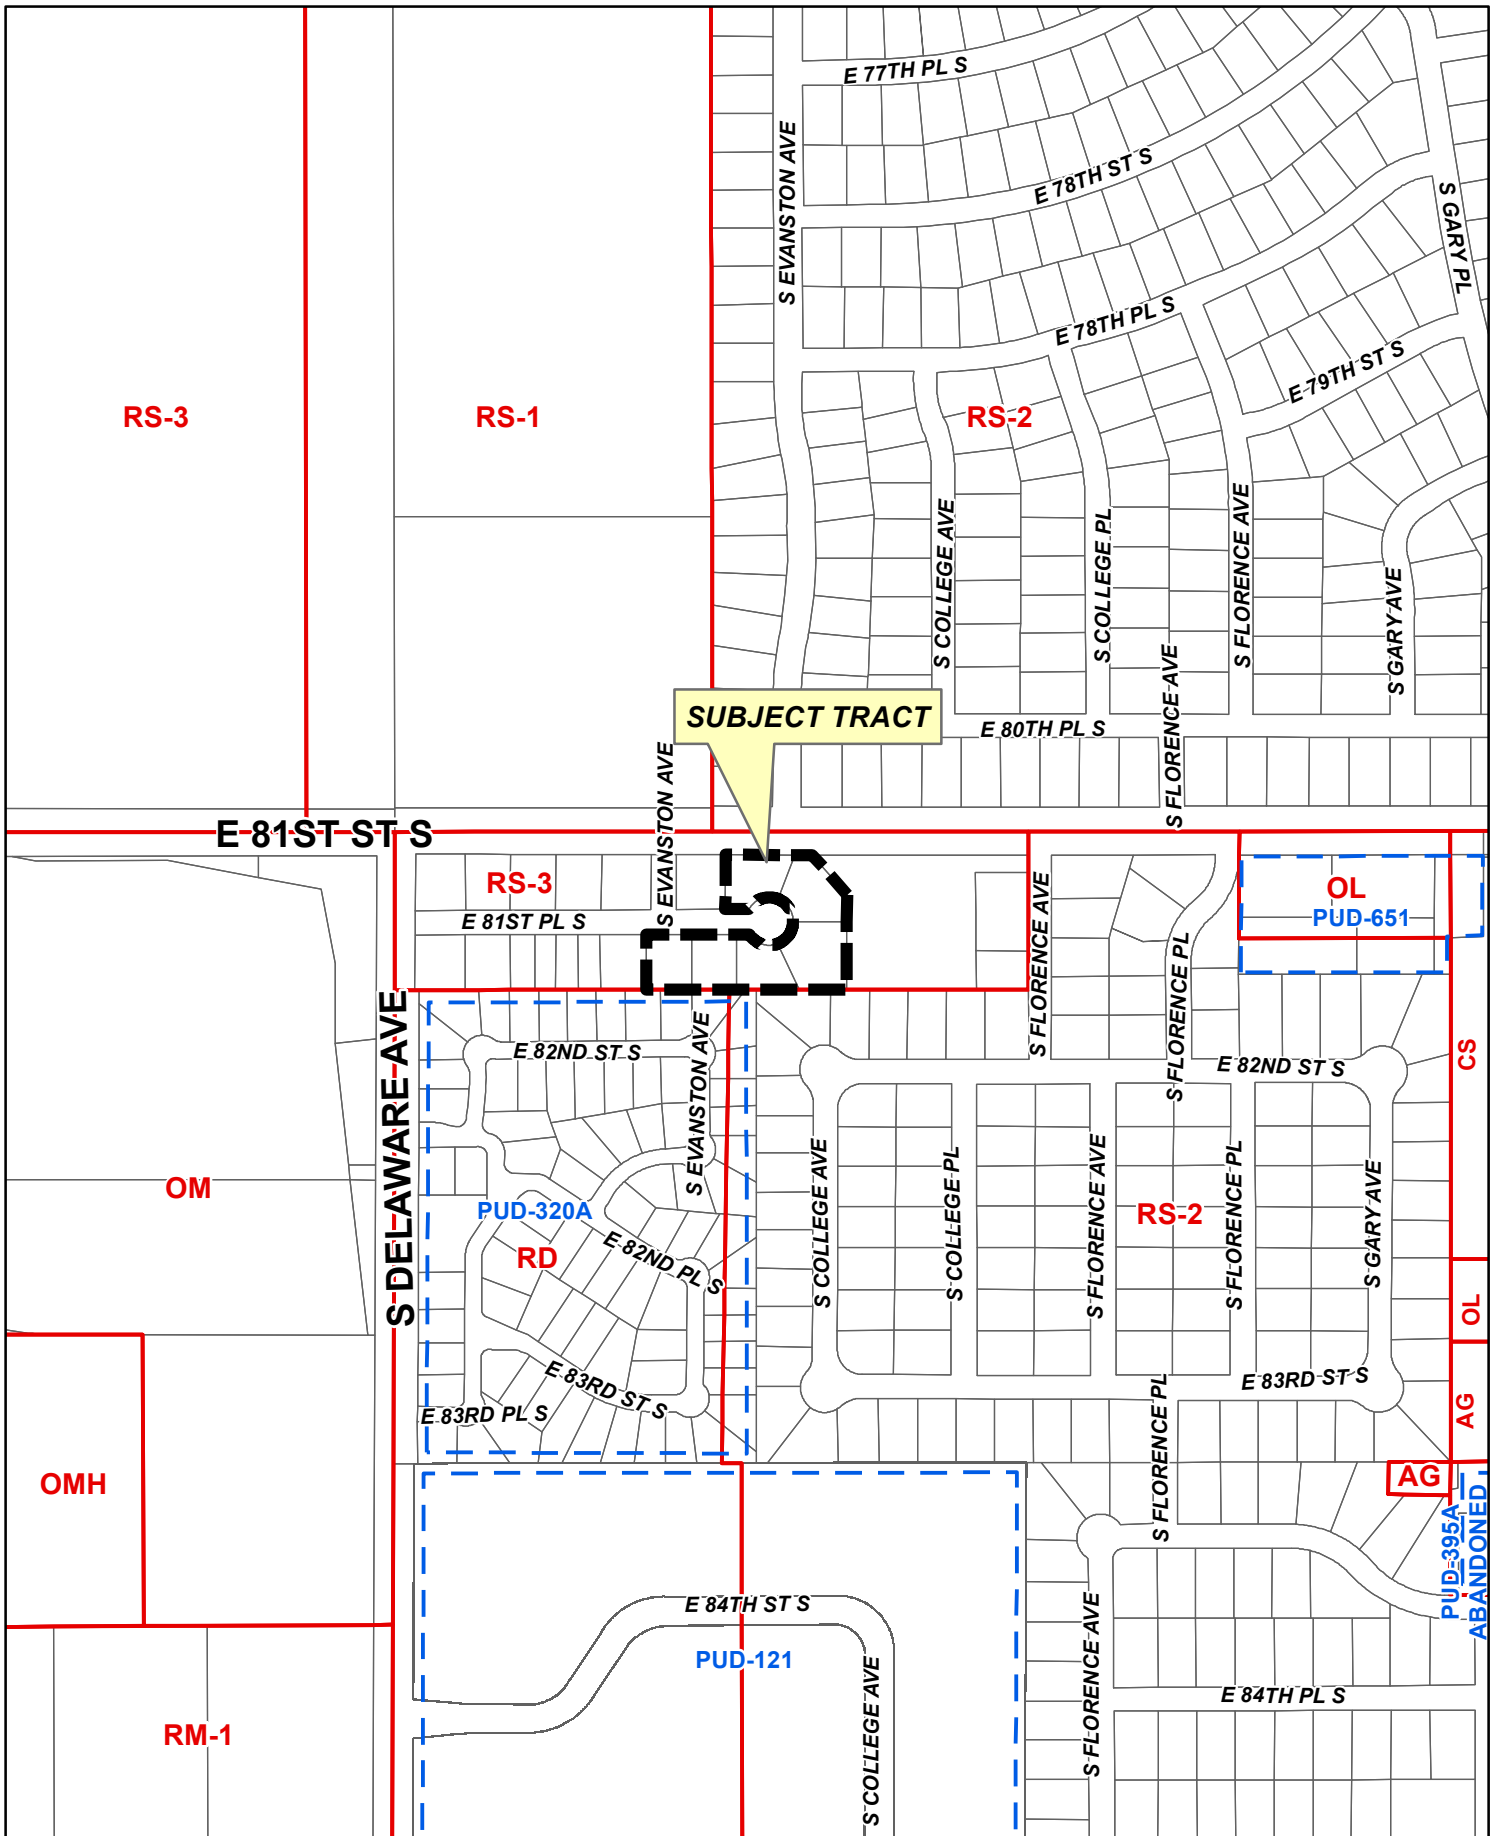 E 77TH PL S
S EVANSTON AVE
E 78TH ST S
S GARY PL
E 78TH PL S
E 79TH ST S
RS-3
RS-1
RS-2
S COLLEGE AVE
S COLLEGE PL
S FLORENCE AVE
S GARY AVE
S FLORENCE AVE
SUBJECT TRACT
E 80TH PL S
S EVANSTON AVE
E 81ST ST S
RS-3
E 81ST PL S
S FLORENCE AVE
S FLORENCE PL
OL
PUD-651
S DELAWARE AVE
E 82ND ST S
S EVANSTON AVE
E 82ND ST S
CS
OM
PUD-320A
RD
E 82ND PL S
S COLLEGE AVE
S COLLEGE PL
S FLORENCE AVE
RS-2
S FLORENCE PL
S GARY AVE
OL
E 83RD ST S
E 83RD PL S
E 83RD ST S
AG
OMH
S FLORENCE PL
AG
PUD-395A
ABANDONED
E 84TH ST S
PUD-121
S COLLEGE AVE
S FLORENCE AVE
E 84TH PL S
RM-1